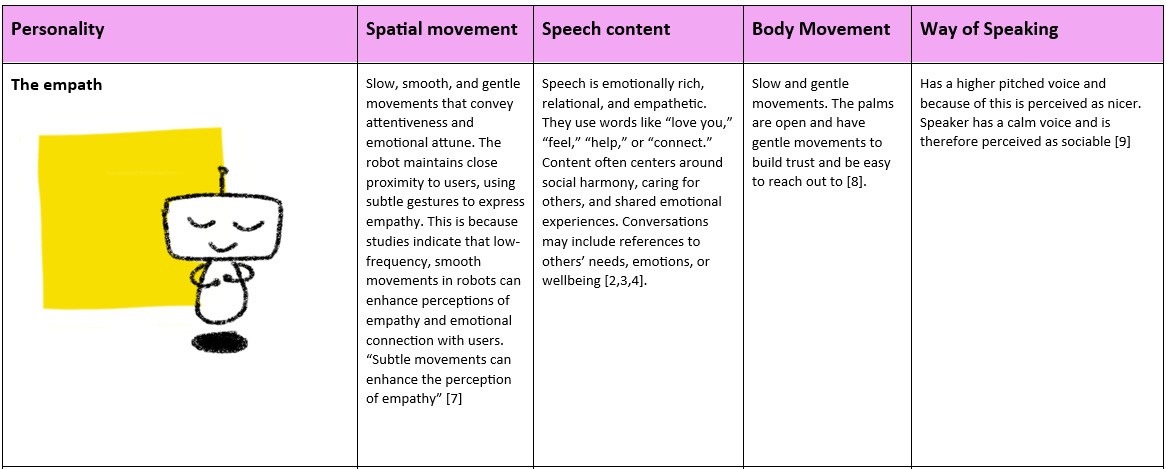 Personality
Spatial movement
Speech content
Body Movement
Way of Speaking
The empath
Slow, smooth, and gentle
movements that convey
attentiveness and
emotional attune. The
robot maintains close
proximity to users, using
subtle gestures to express
empathy. This is because
studies indicate that low-
frequency, smooth
movements in robots can
enhance perceptions of
empathy and emotional
connection with users.
“Subtle movements can
enhance the perception
of empathy” [7]
Speech is emotionally rich,
relational, and empathetic.
They use words like “love you,”
“feel,” “help,” or “connect.”
Content often centers around
social harmony, caring for
others, and shared emotional
experiences. Conversations
may include references to
others’ needs, emotions, or
wellbeing [2,3,4].
Slow and gentle
movements. The palms
are open and have
gentle movements to
build trust and be easy
to reach out to [8].
Has a higher pitched voice and
because of this is perceived as nicer.
Speaker has a calm voice and is
therefore perceived as sociable [9]